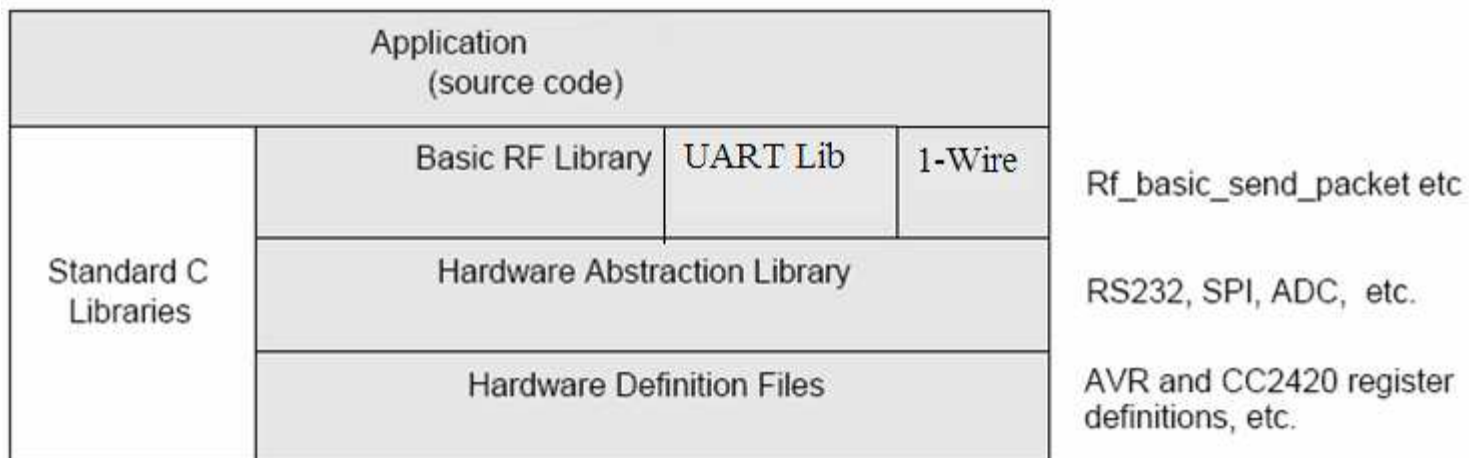 Application
(source code)
Basic RF Library
UART Lib
1-Wire
Rf_basic_send_packet etc
Standard C
Libraries
Hardware Abstraction Library
RS232, SPI, ADC, etc.
Hardware Definition Files
AVR and CC2420 register
definitions, etc.